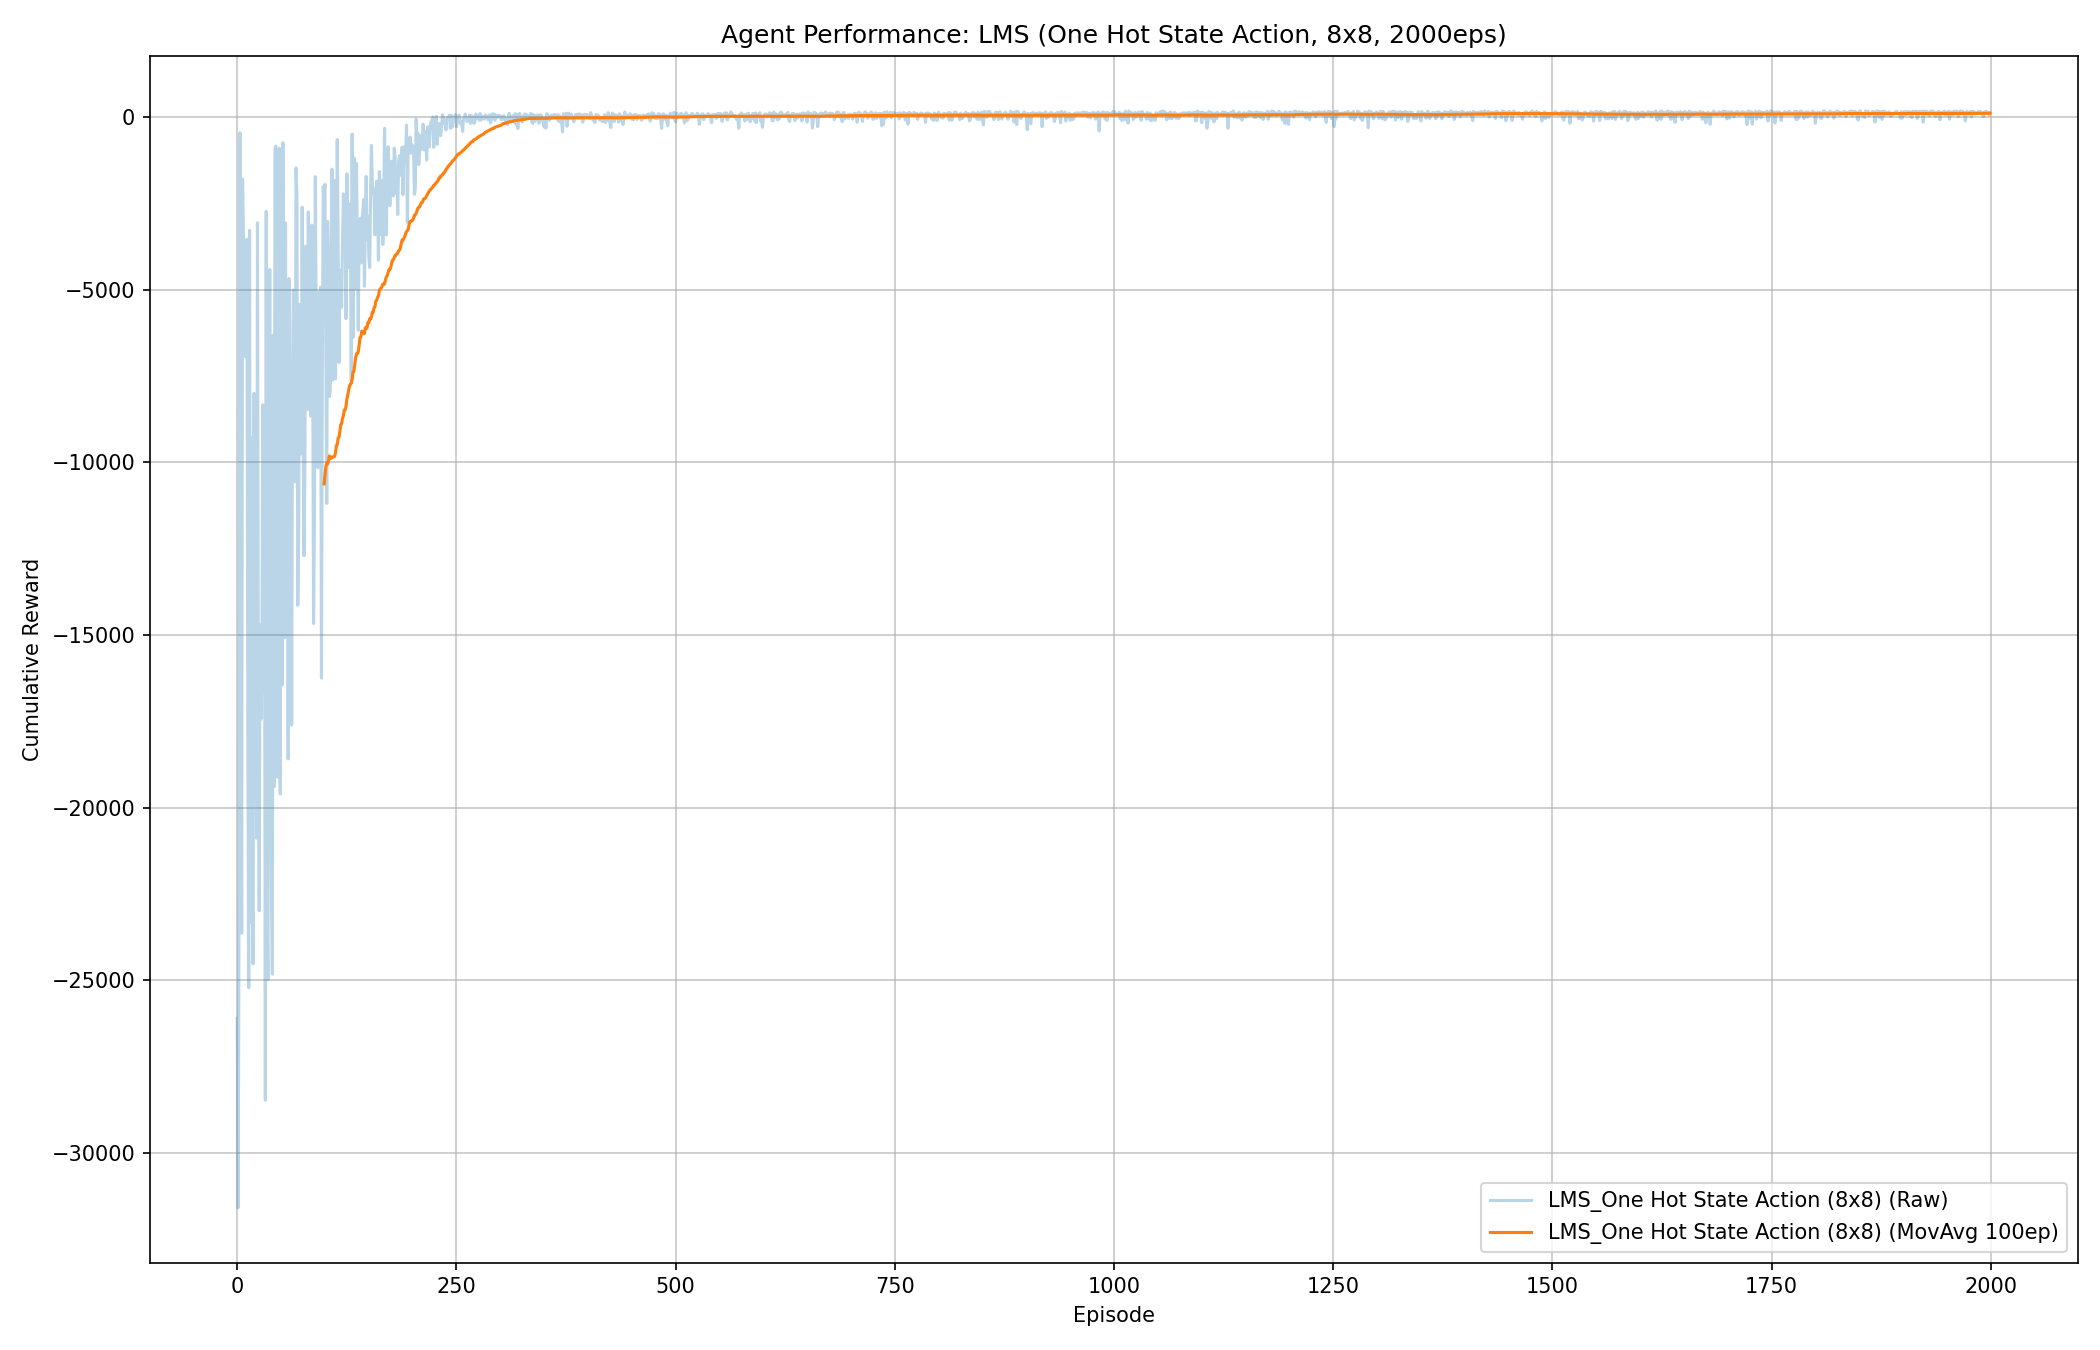 Agent Performance: LMS (One Hot State Action, 8x8, 2000eps)
0
−5000
−10000
−15000
−20000
−25000
−30000
Cumulative Reward
LMS_One Hot State Action (8x8) (Raw)
LMS_One Hot State Action (8x8) (MovAvg 100ep)
0 250 500 750 1000 1250 1500 1750 2000
Episode